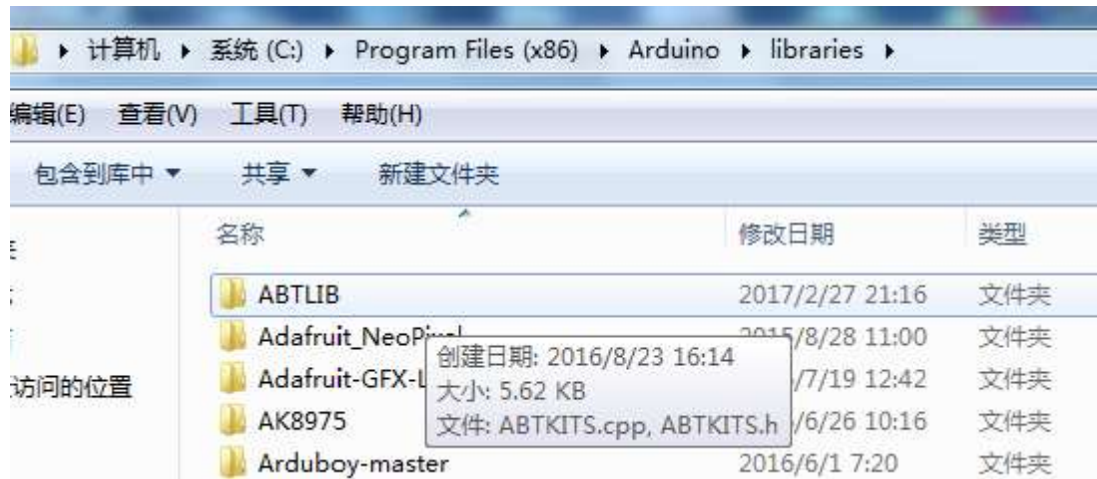 计算机 ▸ 系统 (C:) ▸ Program Files (x86) ▸ Arduino ▸ libraries ▸
编辑(E) 查看(V) 工具(T) 帮助(H)
包含到库中 ▼ 共享 ▼ 新建文件夹
名称 修改日期 类型
ABTLIB 2017/2/27 21:16 文件夹
Adafruit_NeoPixel 2015/8/28 11:00 文件夹
创建日期: 2016/8/23 16:14
Adafruit-GFX-L /7/19 12:42 文件夹
大小: 5.62 KB
访问的位置
AK8975 /6/26 10:16 文件夹
文件: ABTKITS.cpp, ABTKITS.h
Arduboy-master 2016/6/1 7:20 文件夹